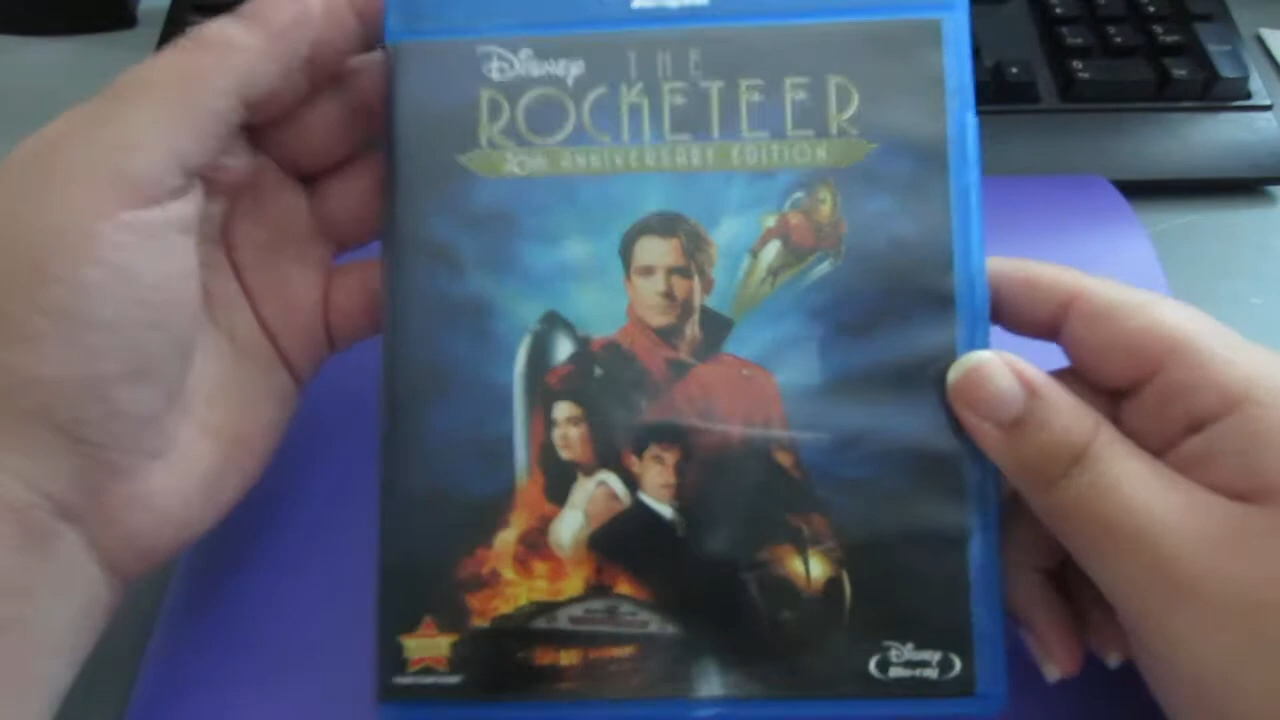 Disney
THE
ROCKETEER
20th ANNIVERSARY EDITION
Disney
Blu-ray